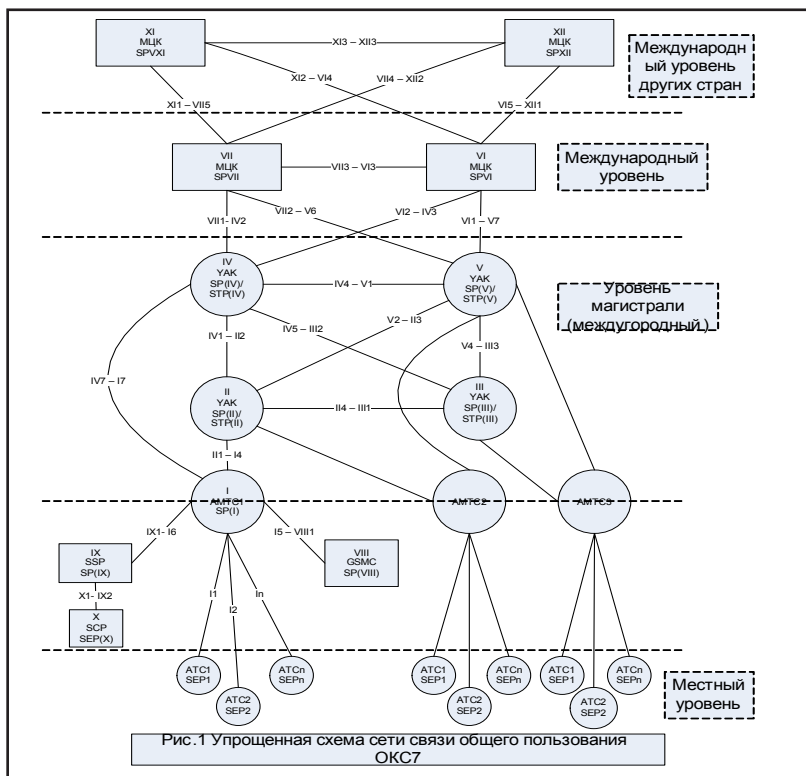 XI
МЦК
SPVXI
XI3 – XII3
XII
МЦК
SPXII
Международн
ый уровень
других стран
XI2 – VI4
VII4 – XII2
XI1 – VII5
VI5 – XII1
VII
МЦК
SPVII
VII3 – VI3
VI
МЦК
SPVI
Международный
уровень
VII1- IV2
VII2 – V6
VI2 – IV3
VI1 – V7
IV
YAK
SP(IV)/
STP(IV)
IV4 – V1
V
YAK
SP(V)/
STP(V)
Уровень
магистрали
(междугородный )
IV1 – II2
IV5 – III2
V2 – II3
V4 – III3
IV7 – I7
II
YAK
SP(II)/
STP(II)
II4 – III1
III
YAK
SP(III)/
STP(III)
II1 – I4
I
АМТС1
SP(I)
АМТС2
АМТС3
IX1- I6
I5 – VIII1
IX
SSP
SP(IX)
VIII
GSMC
SP(VIII)
X1- IX2
X
SCP
SEP(X)
I1
I2
In
АТС1
SEP1
АТС2
SEP2
АТСn
SEPn
АТС1
SEP1
АТС2
SEP2
АТСn
SEPn
АТС1
SEP1
АТС2
SEP2
АТСn
SEPn
Местный
уровень
Рис.1 Упрощенная схема сети связи общего пользования
ОКС7